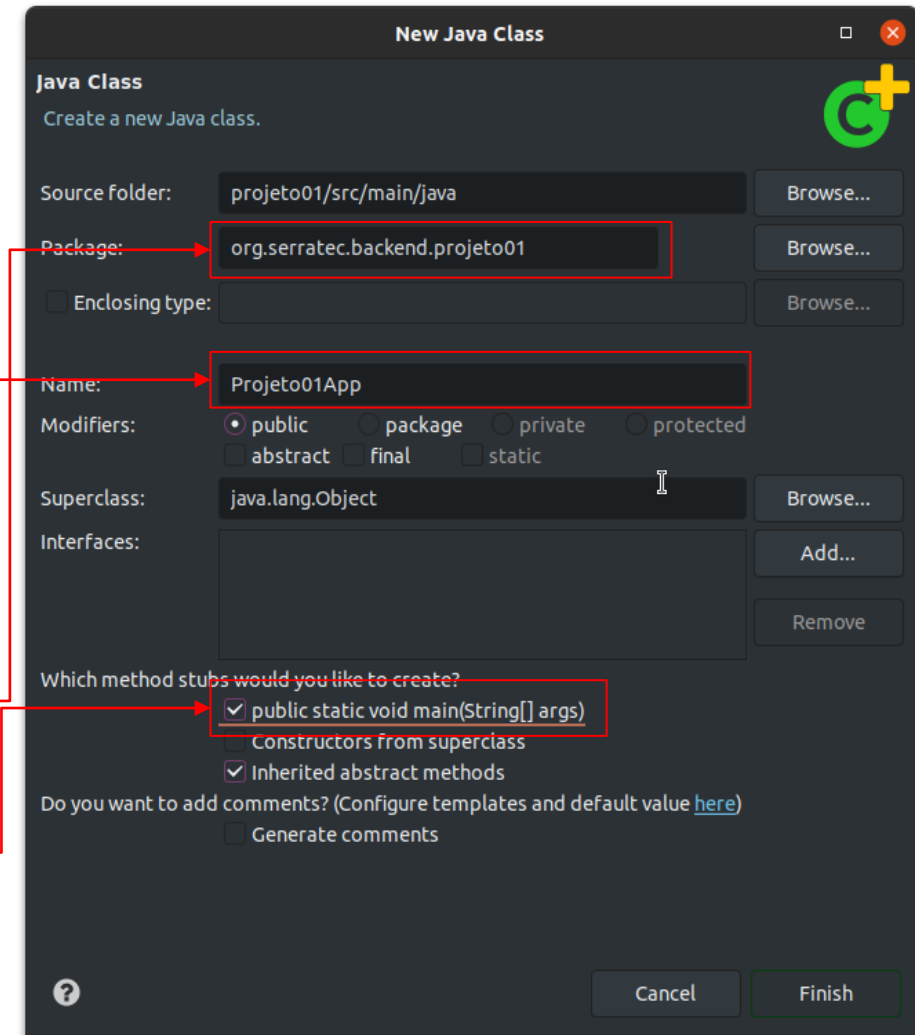 New Java Class
Java Class
Create a new Java class.
Source folder: projeto01/src/main/java Browse...
Package: org.serratec.backend.projeto01 Browse...
Enclosing type: Browse...
Name: Projeto01App
Modifiers: public package private protected
abstract final static
Superclass: java.lang.Object Browse...
Interfaces: Add...
Remove
Which method stubs would you like to create?
public static void main(String[] args)
Constructors from superclass
Inherited abstract methods
Do you want to add comments? (Configure templates and default value here)
Generate comments
? Cancel Finish